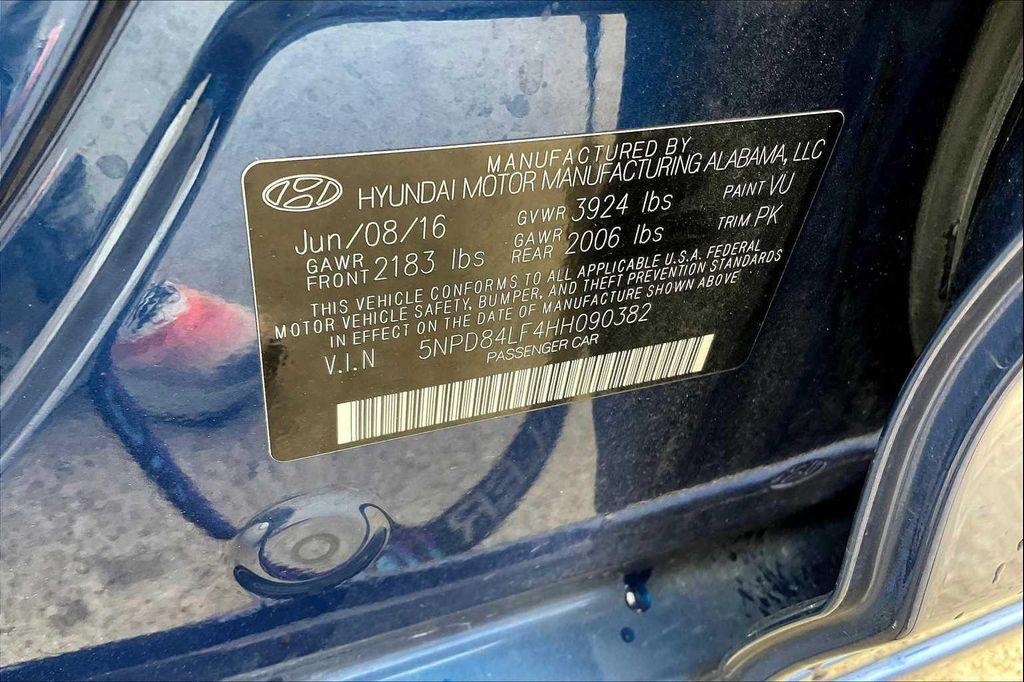 MANUFACTURED BY
HYUNDAI MOTOR MANUFACTURING ALABAMA, LLC
Jun/08/16 GVWR 3924 lbs PAINT VU
GAWR FRONT 2183 lbs GAWR REAR 2006 lbs TRIM PK
THIS VEHICLE CONFORMS TO ALL APPLICABLE U.S.A. FEDERAL
MOTOR VEHICLE SAFETY, BUMPER, AND THEFT PREVENTION STANDARDS
IN EFFECT ON THE DATE OF MANUFACTURE SHOWN ABOVE
V.I.N 5NPD84LF4HH090382
PASSENGER CAR